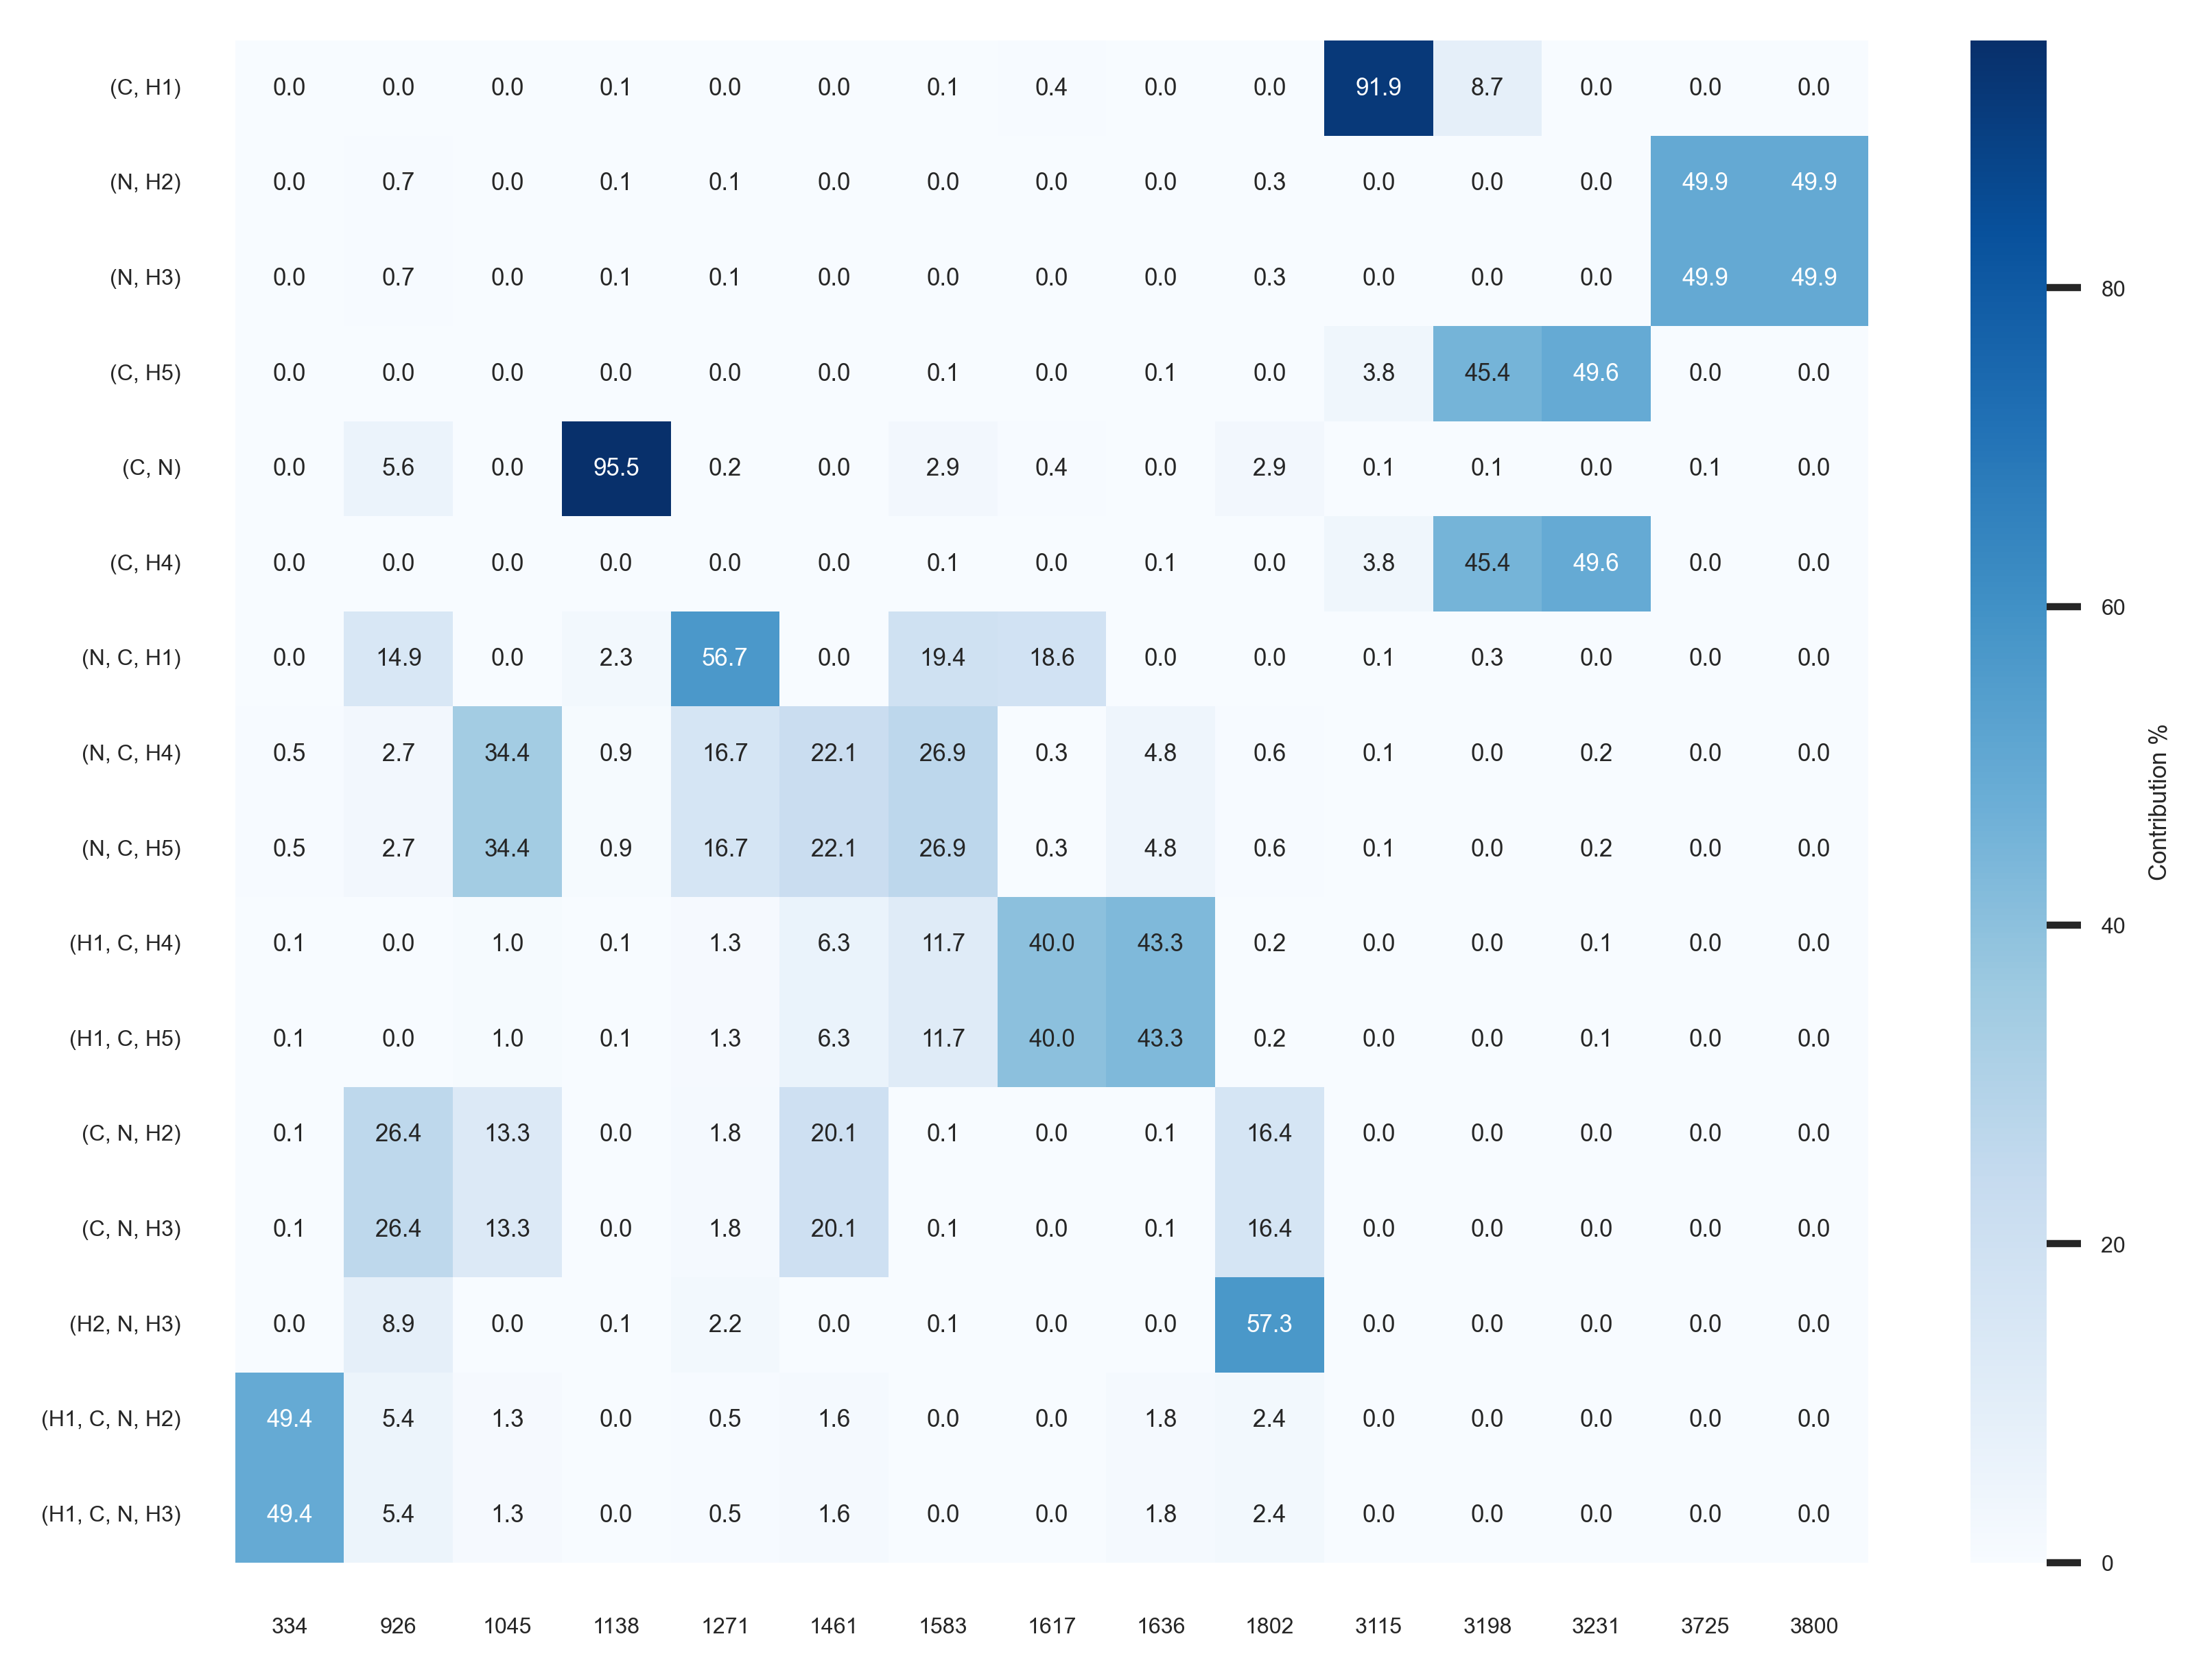 (C, H1) 0.0 0.0 0.0 0.1 0.0 0.0 0.1 0.4 0.0 0.0 91.9 8.7 0.0 0.0 0.0
(N, H2) 0.0 0.7 0.0 0.1 0.1 0.0 0.0 0.0 0.0 0.3 0.0 0.0 0.0 49.9 49.9
(N, H3) 0.0 0.7 0.0 0.1 0.1 0.0 0.0 0.0 0.0 0.3 0.0 0.0 0.0 49.9 49.9
(C, H5) 0.0 0.0 0.0 0.0 0.0 0.0 0.1 0.0 0.1 0.0 3.8 45.4 49.6 0.0 0.0
(C, N) 0.0 5.6 0.0 95.5 0.2 0.0 2.9 0.4 0.0 2.9 0.1 0.1 0.0 0.1 0.0
(C, H4) 0.0 0.0 0.0 0.0 0.0 0.0 0.1 0.0 0.1 0.0 3.8 45.4 49.6 0.0 0.0
(N, C, H1) 0.0 14.9 0.0 2.3 56.7 0.0 19.4 18.6 0.0 0.0 0.1 0.3 0.0 0.0 0.0
(N, C, H4) 0.5 2.7 34.4 0.9 16.7 22.1 26.9 0.3 4.8 0.6 0.1 0.0 0.2 0.0 0.0
(N, C, H5) 0.5 2.7 34.4 0.9 16.7 22.1 26.9 0.3 4.8 0.6 0.1 0.0 0.2 0.0 0.0
(H1, C, H4) 0.1 0.0 1.0 0.1 1.3 6.3 11.7 40.0 43.3 0.2 0.0 0.0 0.1 0.0 0.0
(H1, C, H5) 0.1 0.0 1.0 0.1 1.3 6.3 11.7 40.0 43.3 0.2 0.0 0.0 0.1 0.0 0.0
(C, N, H2) 0.1 26.4 13.3 0.0 1.8 20.1 0.1 0.0 0.1 16.4 0.0 0.0 0.0 0.0 0.0
(C, N, H3) 0.1 26.4 13.3 0.0 1.8 20.1 0.1 0.0 0.1 16.4 0.0 0.0 0.0 0.0 0.0
(H2, N, H3) 0.0 8.9 0.0 0.1 2.2 0.0 0.1 0.0 0.0 57.3 0.0 0.0 0.0 0.0 0.0
(H1, C, N, H2) 49.4 5.4 1.3 0.0 0.5 1.6 0.0 0.0 1.8 2.4 0.0 0.0 0.0 0.0 0.0
(H1, C, N, H3) 49.4 5.4 1.3 0.0 0.5 1.6 0.0 0.0 1.8 2.4 0.0 0.0 0.0 0.0 0.0
334 926 1045 1138 1271 1461 1583 1617 1636 1802 3115 3198 3231 3725 3800
80
60
40
20
0
Contribution %